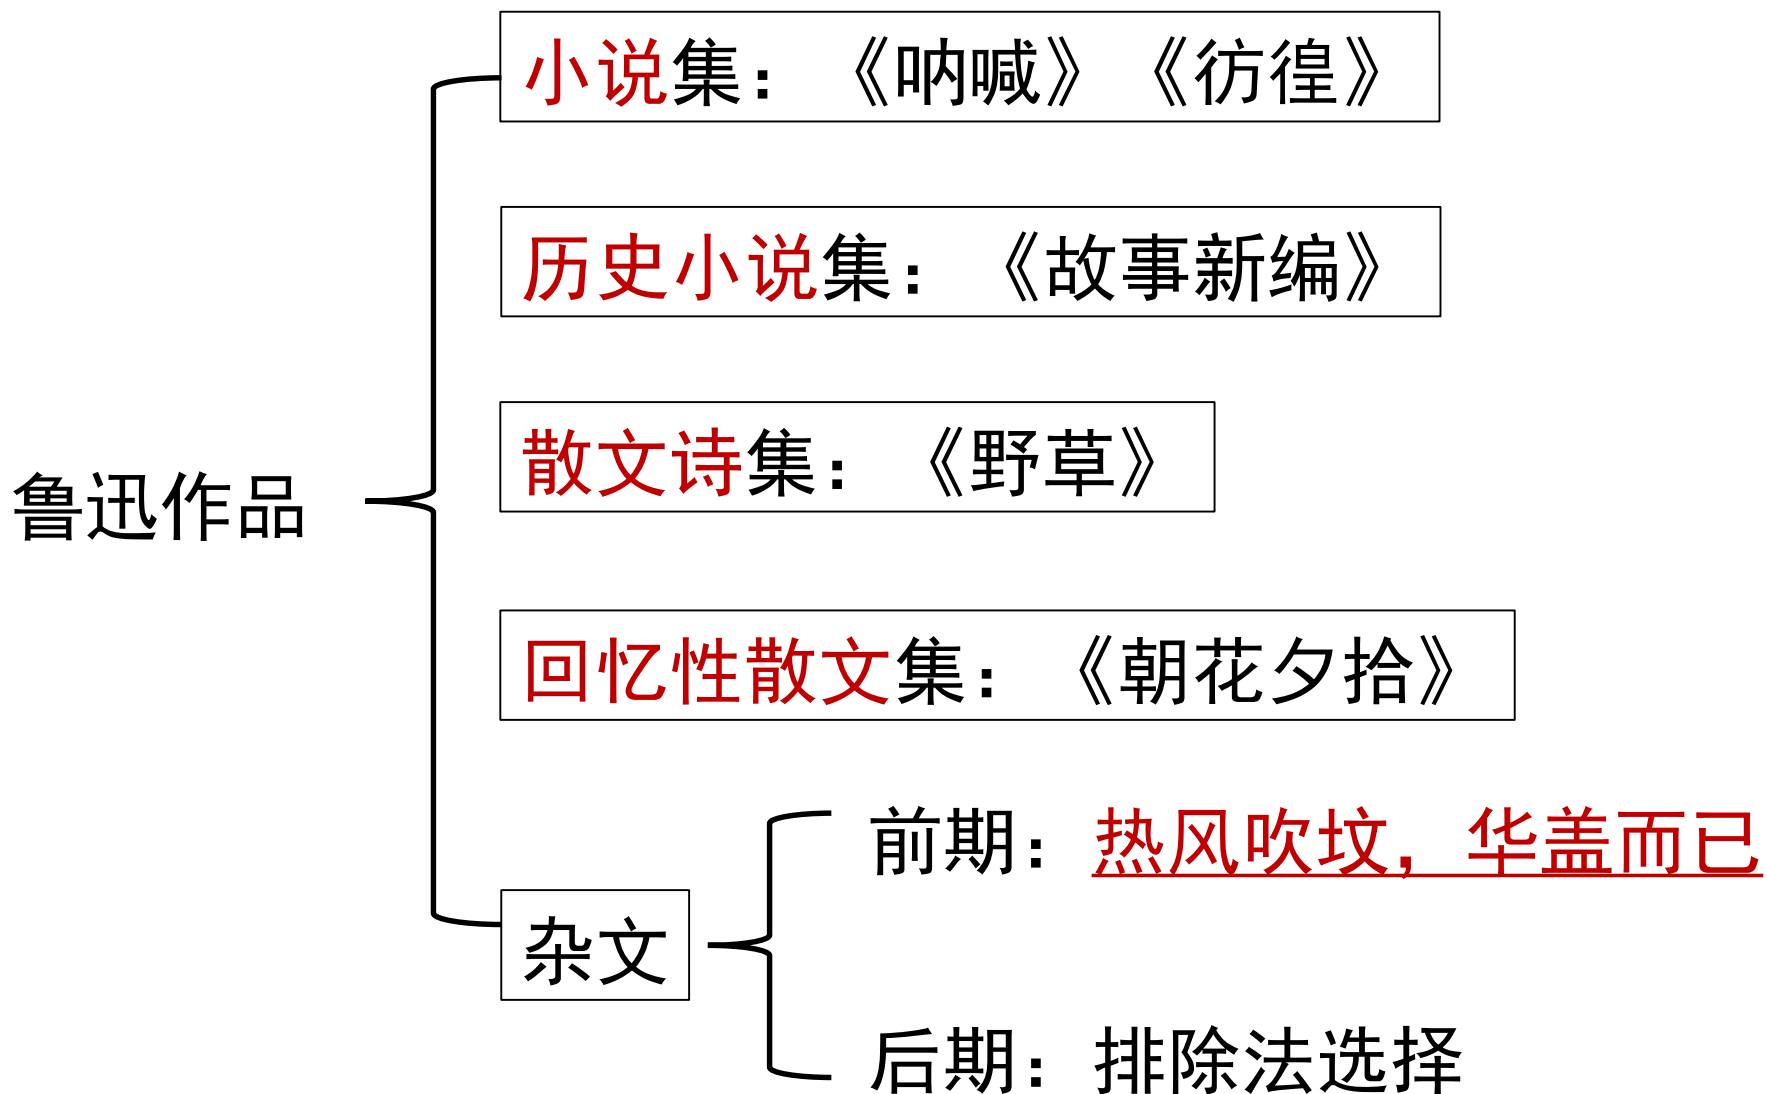 小说集：《呐喊》《彷徨》
历史小说集：《故事新编》
散文诗集：《野草》
鲁迅作品
回忆性散文集：《朝花夕拾》
前期：热风吹坟，华盖而已
杂文
后期：排除法选择